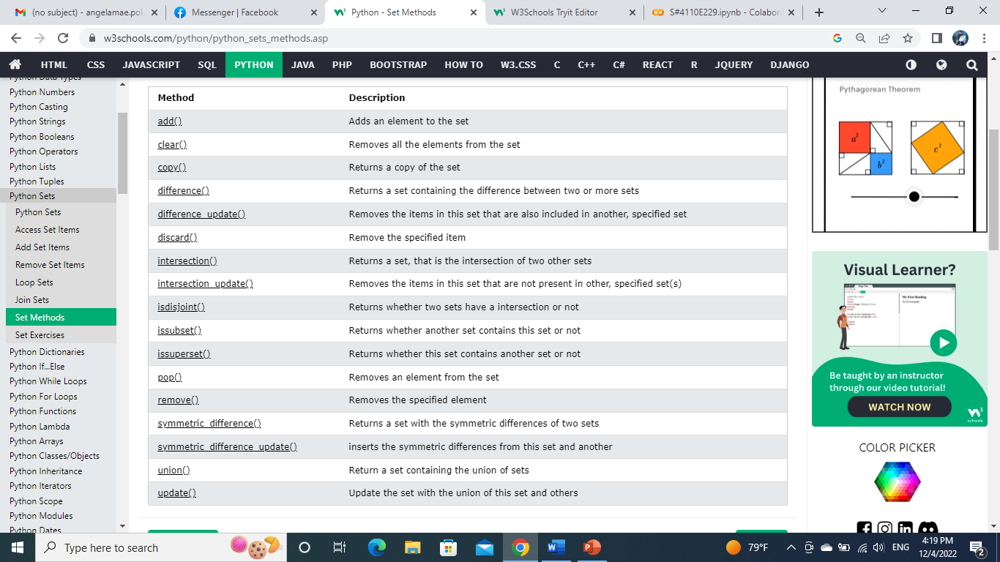 (no subject) - angelamae.pol
Messenger | Facebook
Python - Set Methods
W3Schools Tryit Editor
S#4110E229.ipynb - Colabora
w3schools.com/python/python_sets_methods.asp
HTML CSS JAVASCRIPT SQL PYTHON JAVA PHP BOOTSTRAP HOW TO W3.CSS C C++ C# REACT R JQUERY DJANGO
Python Data Types
Python Numbers
Python Casting
Python Strings
Python Booleans
Python Operators
Python Lists
Python Tuples
Python Sets
Python Sets
Access Set Items
Add Set Items
Remove Set Items
Loop Sets
Join Sets
Set Methods
Set Exercises
Python Dictionaries
Python If...Else
Python While Loops
Python For Loops
Python Functions
Python Lambda
Python Arrays
Python Classes/Objects
Python Inheritance
Python Iterators
Python Scope
Python Modules
Python Dates
Method Description
add() Adds an element to the set
clear() Removes all the elements from the set
copy() Returns a copy of the set
difference() Returns a set containing the difference between two or more sets
difference_update() Removes the items in this set that are also included in another, specified set
discard() Remove the specified item
intersection() Returns a set, that is the intersection of two other sets
intersection_update() Removes the items in this set that are not present in other, specified set(s)
isdisjoint() Returns whether two sets have a intersection or not
issubset() Returns whether another set contains this set or not
issuperset() Returns whether this set contains another set or not
pop() Removes an element from the set
remove() Removes the specified element
symmetric_difference() Returns a set with the symmetric differences of two sets
symmetric_difference_update() inserts the symmetric differences from this set and another
union() Return a set containing the union of sets
update() Update the set with the union of this set and others
Pythagorean Theorem
a²
b²
c²
Visual Learner?
My First Heading
Be taught by an instructor
through our video tutorial!
WATCH NOW
W3
schools
COLOR PICKER
Type here to search
79°F
ENG
4:19 PM
12/4/2022
2